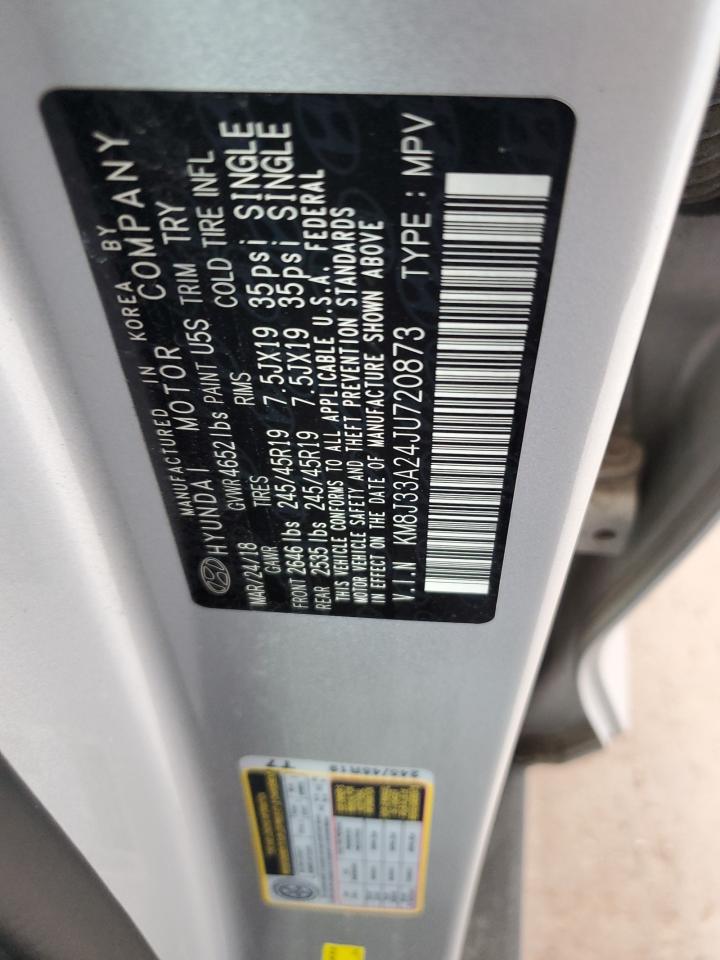 MANUFACTURED IN KOREA BY
HYUNDAI MOTOR COMPANY
MAR/24/18 GVWR 4652 lbs PAINT U5S TRIM TRY
GAWR TIRES RIMS COLD TIRE INFL
FRONT 2646 lbs 245/45R19 7.5JX19 35psi SINGLE
REAR 2535 lbs 245/45R19 7.5JX19 35psi SINGLE
THIS VEHICLE CONFORMS TO ALL APPLICABLE U.S.A. FEDERAL
MOTOR VEHICLE SAFETY AND THEFT PREVENTION STANDARDS
IN EFFECT ON THE DATE OF MANUFACTURE SHOWN ABOVE
V.I.N KM8J33A24JU720873 TYPE : MPV
245/45R19